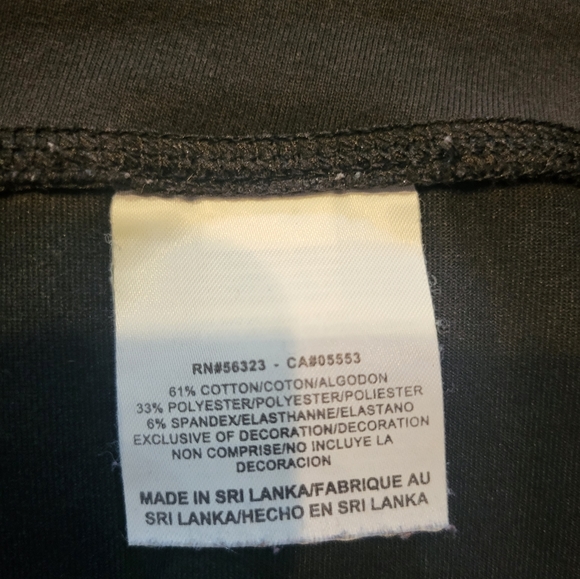 RN#56323 - CA#05553
61% COTTON/COTON/ALGODON
33% POLYESTER/POLYESTER/POLIESTER
6% SPANDEX/ELASTHANNE/ELASTANO
EXCLUSIVE OF DECORATION/DECORATION
NON COMPRISE/NO INCLUYE LA
DECORACION
MADE IN SRI LANKA/FABRIQUE AU
SRI LANKA/HECHO EN SRI LANKA